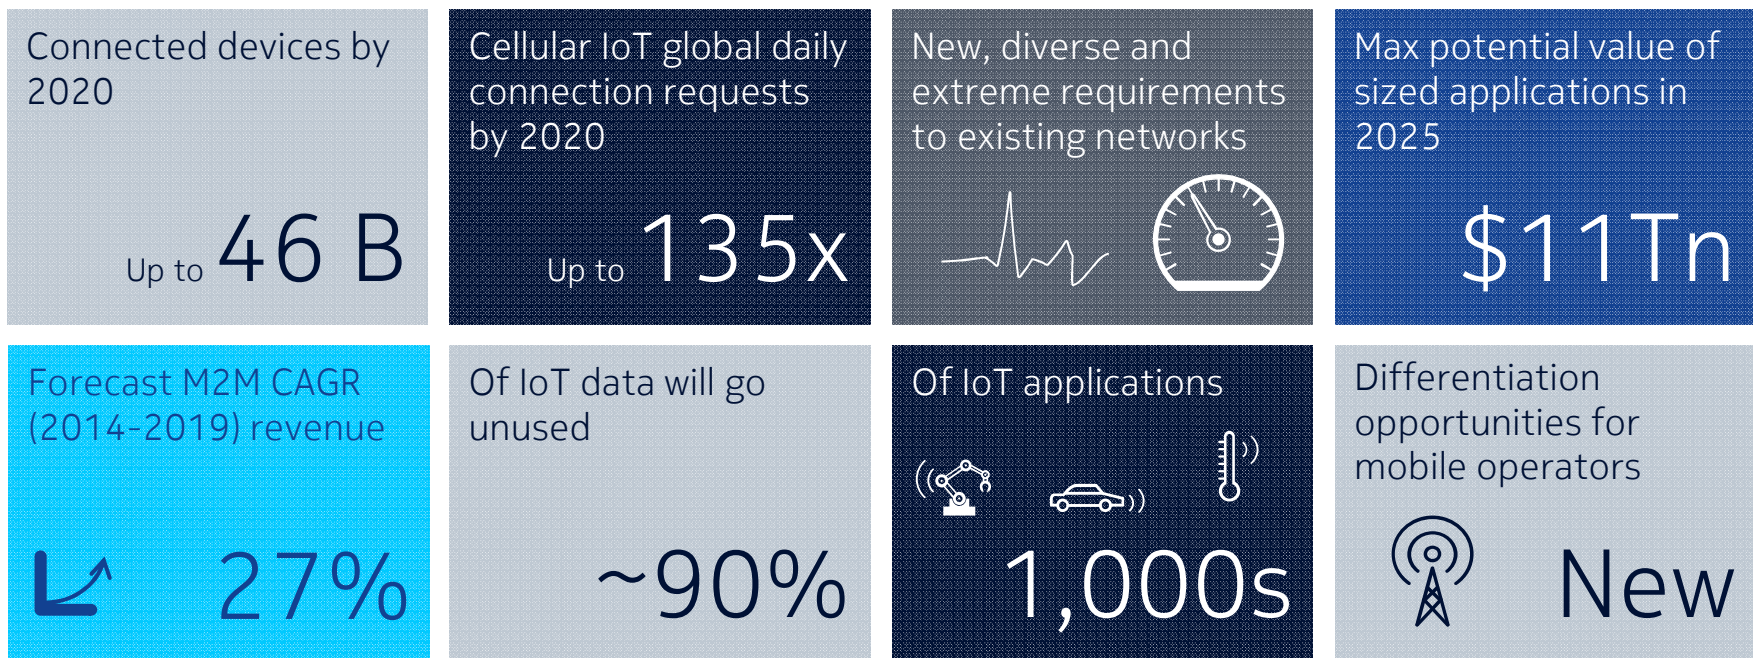 Connected devices by
2020
Up to 46 B
Cellular IoT global daily
connection requests
by 2020
Up to 135x
New, diverse and
extreme requirements
to existing networks
Max potential value of
sized applications in
2025
$11Tn
Forecast M2M CAGR
(2014-2019) revenue
27%
Of IoT data will go
unused
~90%
Of IoT applications
1,000s
Differentiation
opportunities for
mobile operators
New